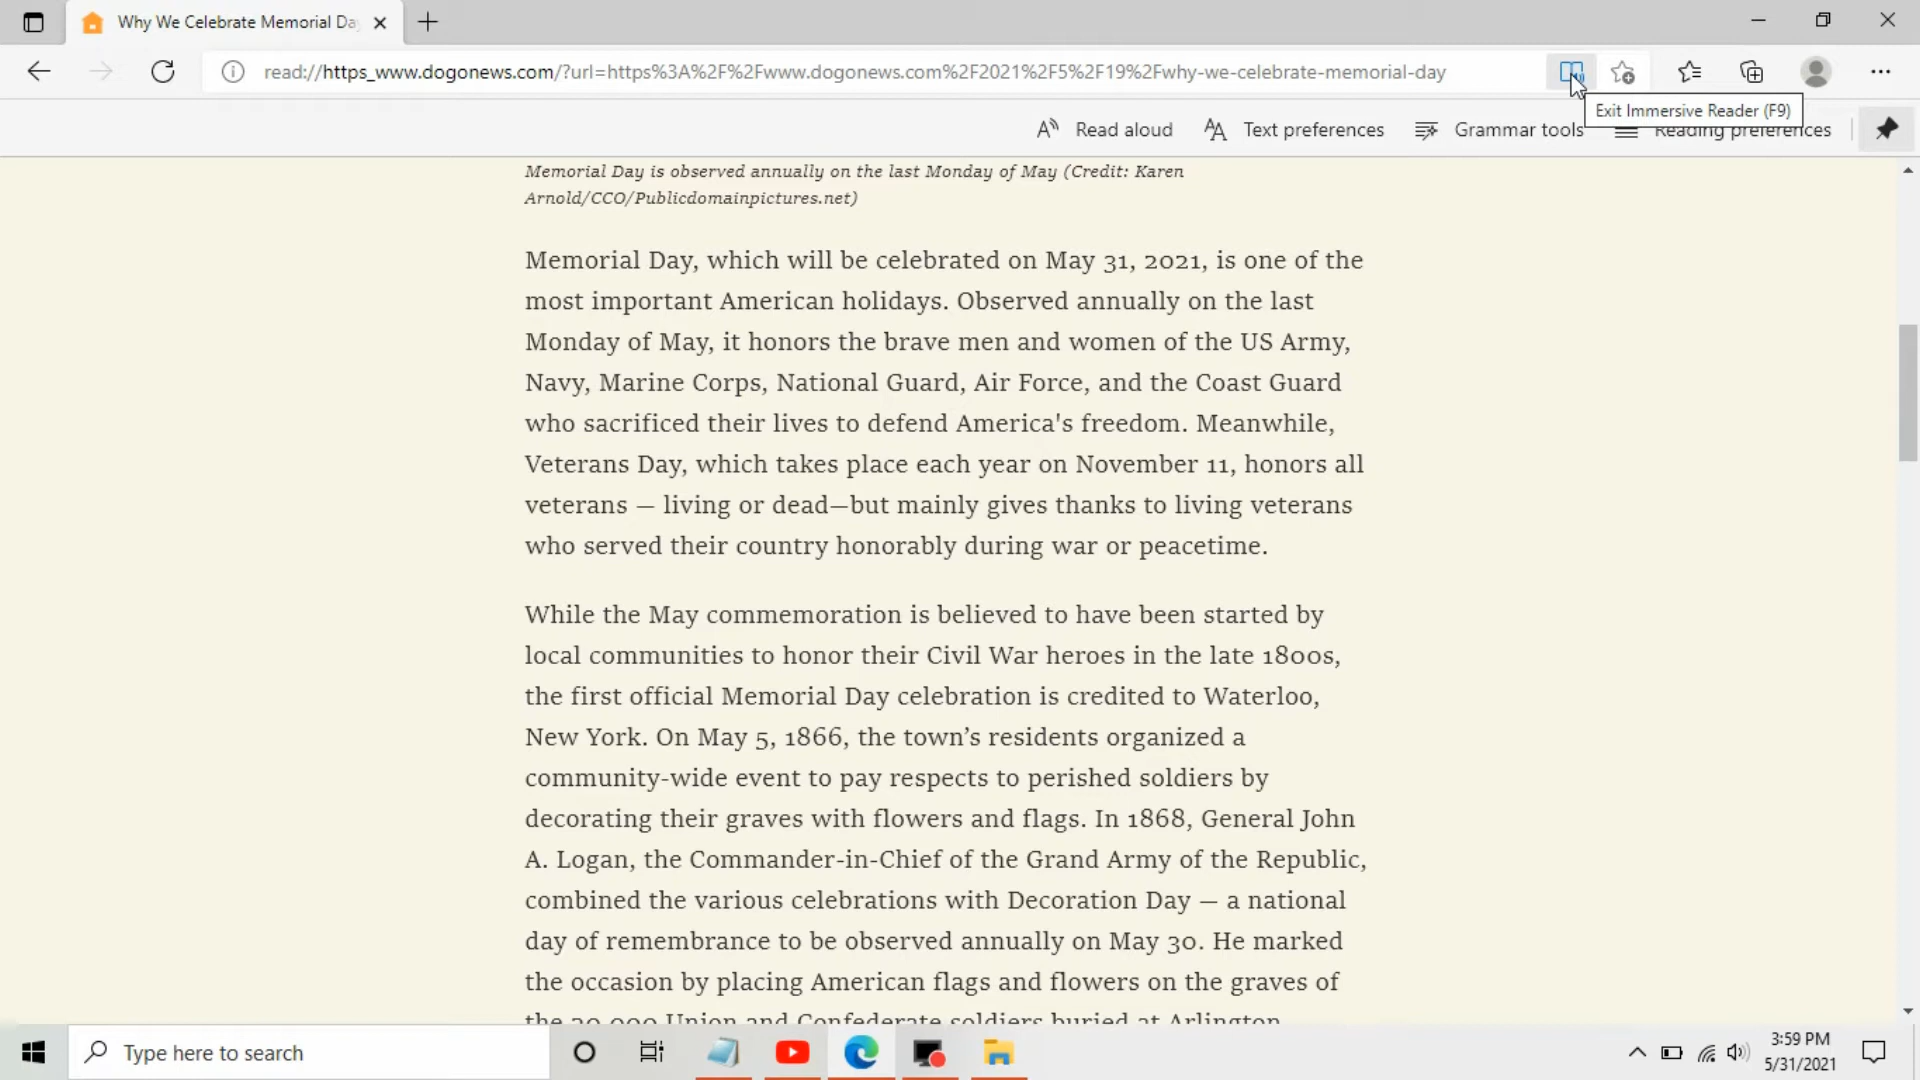 Why We Celebrate Memorial Da
read://https_www.dogonews.com/?url=https%3A%2F%2Fwww.dogonews.com%2F2021%2F5%2F19%2Fwhy-we-celebrate-memorial-day
Exit Immersive Reader (F9)
Read aloud Text preferences Grammar tools Reading preferences
Memorial Day is observed annually on the last Monday of May (Credit: Karen
Arnold/CCO/Publicdomainpictures.net)
Memorial Day, which will be celebrated on May 31, 2021, is one of the
most important American holidays. Observed annually on the last
Monday of May, it honors the brave men and women of the US Army,
Navy, Marine Corps, National Guard, Air Force, and the Coast Guard
who sacrificed their lives to defend America's freedom. Meanwhile,
Veterans Day, which takes place each year on November 11, honors all
veterans — living or dead—but mainly gives thanks to living veterans
who served their country honorably during war or peacetime.
While the May commemoration is believed to have been started by
local communities to honor their Civil War heroes in the late 1800s,
the first official Memorial Day celebration is credited to Waterloo,
New York. On May 5, 1866, the town’s residents organized a
community-wide event to pay respects to perished soldiers by
decorating their graves with flowers and flags. In 1868, General John
A. Logan, the Commander-in-Chief of the Grand Army of the Republic,
combined the various celebrations with Decoration Day — a national
day of remembrance to be observed annually on May 30. He marked
the occasion by placing American flags and flowers on the graves of
the 20,000 Union and Confederate soldiers buried at Arlington
Type here to search
3:59 PM
5/31/2021